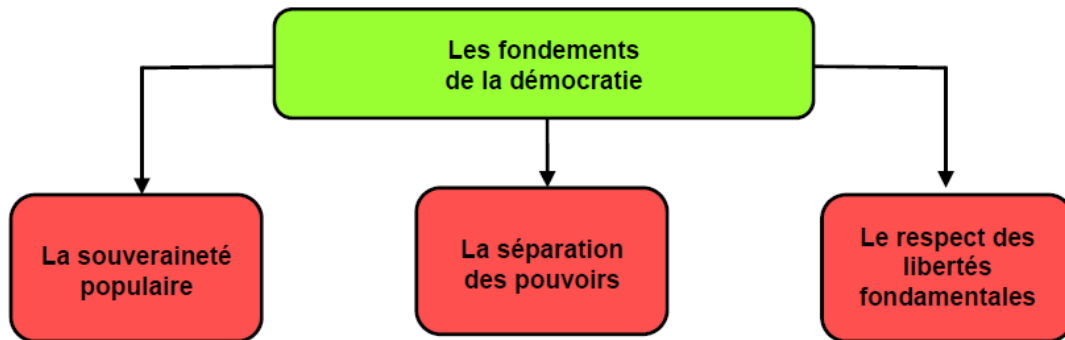 Les fondements
de la démocratie
La souveraineté
populaire
La séparation
des pouvoirs
Le respect des
libertés
fondamentales